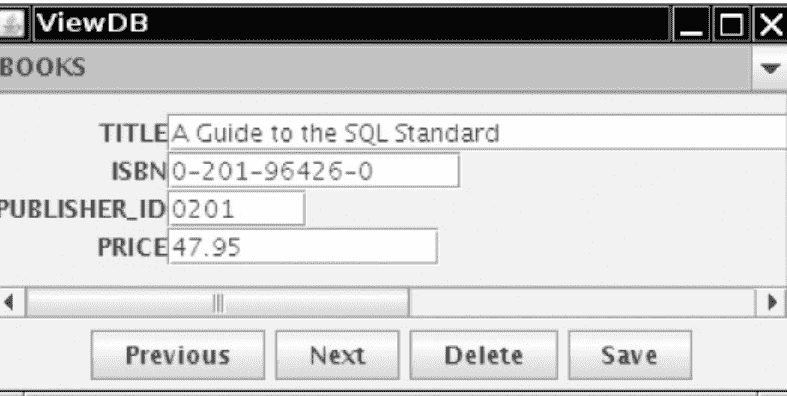 ViewDB
BOOKS
TITLE A Guide to the SQL Standard
ISBN 0-201-96426-0
PUBLISHER_ID 0201
PRICE 47.95
Previous Next Delete Save